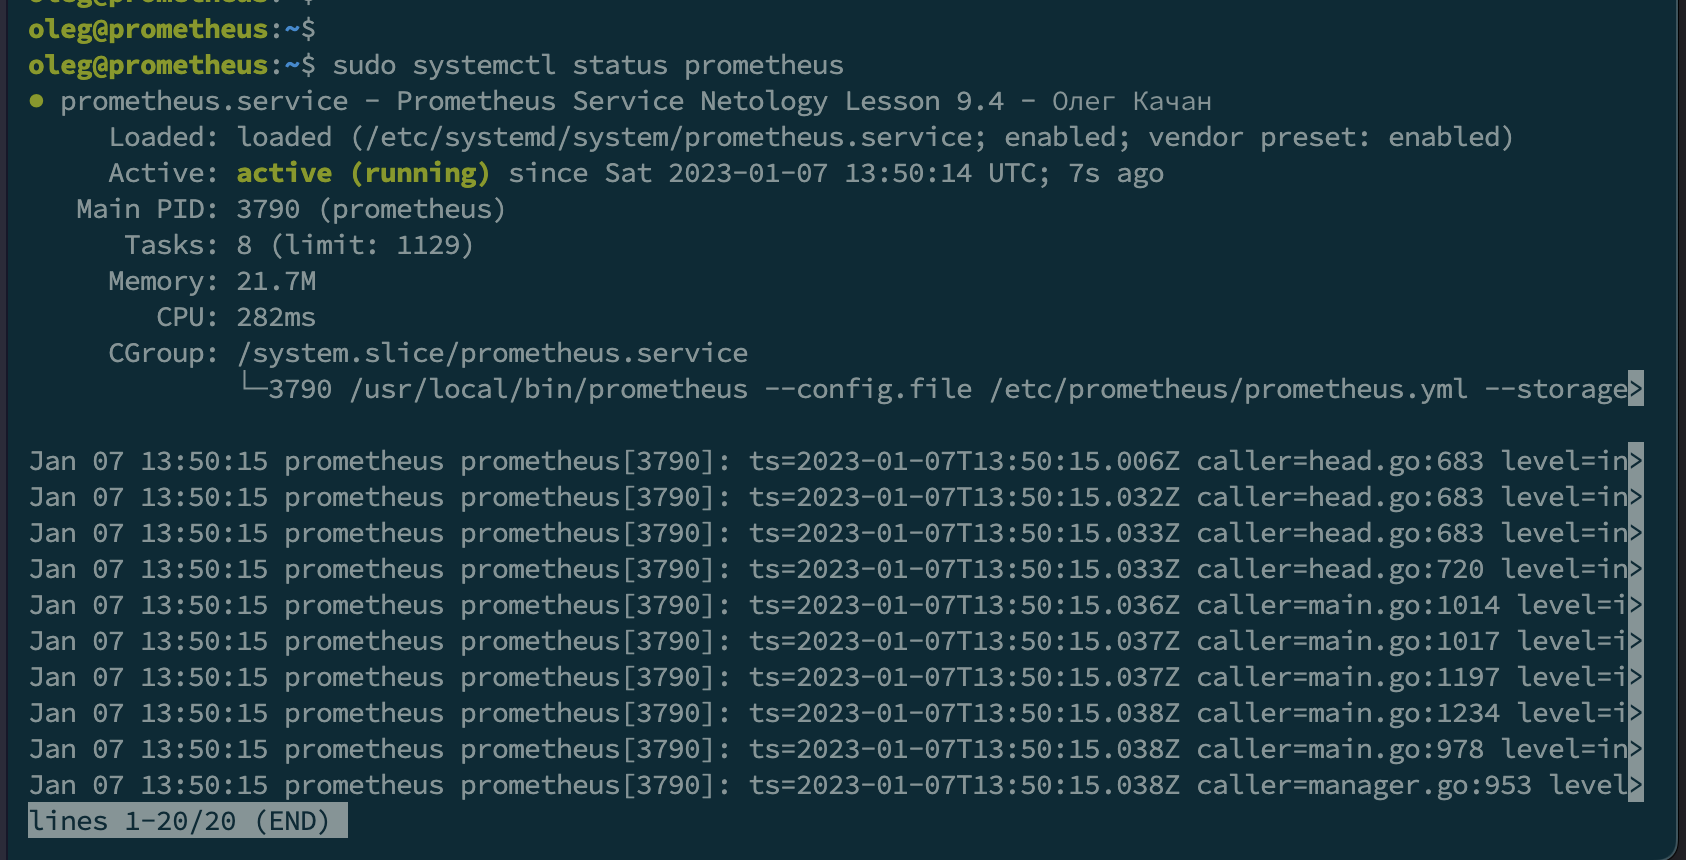 oleg@prometheus:~$
oleg@prometheus:~$
oleg@prometheus:~$ sudo systemctl status prometheus
● prometheus.service - Prometheus Service Netology Lesson 9.4 - Олег Качан
     Loaded: loaded (/etc/systemd/system/prometheus.service; enabled; vendor preset: enabled)
     Active: active (running) since Sat 2023-01-07 13:50:14 UTC; 7s ago
   Main PID: 3790 (prometheus)
      Tasks: 8 (limit: 1129)
     Memory: 21.7M
        CPU: 282ms
     CGroup: /system.slice/prometheus.service
             └─3790 /usr/local/bin/prometheus --config.file /etc/prometheus/prometheus.yml --storage>
Jan 07 13:50:15 prometheus prometheus[3790]: ts=2023-01-07T13:50:15.006Z caller=head.go:683 level=in>
Jan 07 13:50:15 prometheus prometheus[3790]: ts=2023-01-07T13:50:15.032Z caller=head.go:683 level=in>
Jan 07 13:50:15 prometheus prometheus[3790]: ts=2023-01-07T13:50:15.033Z caller=head.go:683 level=in>
Jan 07 13:50:15 prometheus prometheus[3790]: ts=2023-01-07T13:50:15.033Z caller=head.go:720 level=in>
Jan 07 13:50:15 prometheus prometheus[3790]: ts=2023-01-07T13:50:15.036Z caller=main.go:1014 level=i>
Jan 07 13:50:15 prometheus prometheus[3790]: ts=2023-01-07T13:50:15.037Z caller=main.go:1017 level=i>
Jan 07 13:50:15 prometheus prometheus[3790]: ts=2023-01-07T13:50:15.037Z caller=main.go:1197 level=i>
Jan 07 13:50:15 prometheus prometheus[3790]: ts=2023-01-07T13:50:15.038Z caller=main.go:1234 level=i>
Jan 07 13:50:15 prometheus prometheus[3790]: ts=2023-01-07T13:50:15.038Z caller=main.go:978 level=in>
Jan 07 13:50:15 prometheus prometheus[3790]: ts=2023-01-07T13:50:15.038Z caller=manager.go:953 level>
lines 1-20/20 (END)